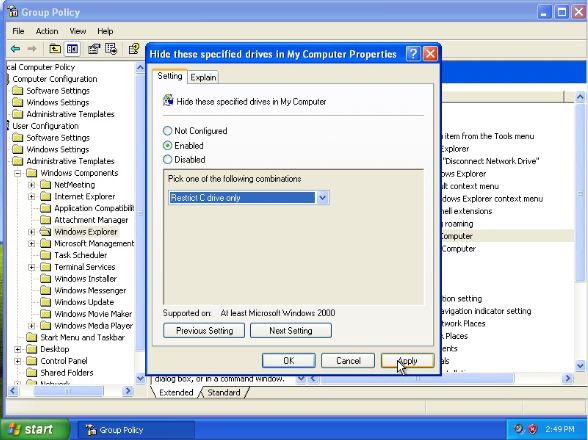 Group Policy
File Action View Help
Hide these specified drives in My Computer Properties
Setting Explain
Hide these specified drives in My Computer
Not Configured
Enabled
Disabled
Pick one of the following combinations
Restrict C drive only
Supported on: At least Microsoft Windows 2000
Previous Setting Next Setting
OK Cancel Apply
cal Computer Policy
Computer Configuration
Software Settings
Windows Settings
Administrative Templates
User Configuration
Software Settings
Windows Settings
Administrative Templates
Windows Components
NetMeeting
Internet Explorer
Application Compatibili
Attachment Manager
Windows Explorer
Microsoft Management
Task Scheduler
Terminal Services
Windows Installer
Windows Messenger
Windows Update
Windows Movie Maker
Windows Media Player
Start Menu and Taskbar
Desktop
Control Panel
Shared Folders
Network
item from the Tools menu
Explorer
"Disconnect Network Drive"
Explorer
ult context menu
ws Explorer context menu
hell extensions
roaming
Computer
Computer
tion setting
avigation indicator setting
twork Places
k Places
ments
dialog box, or in a command window.
Extended Standard
start Group Policy 2:49 PM